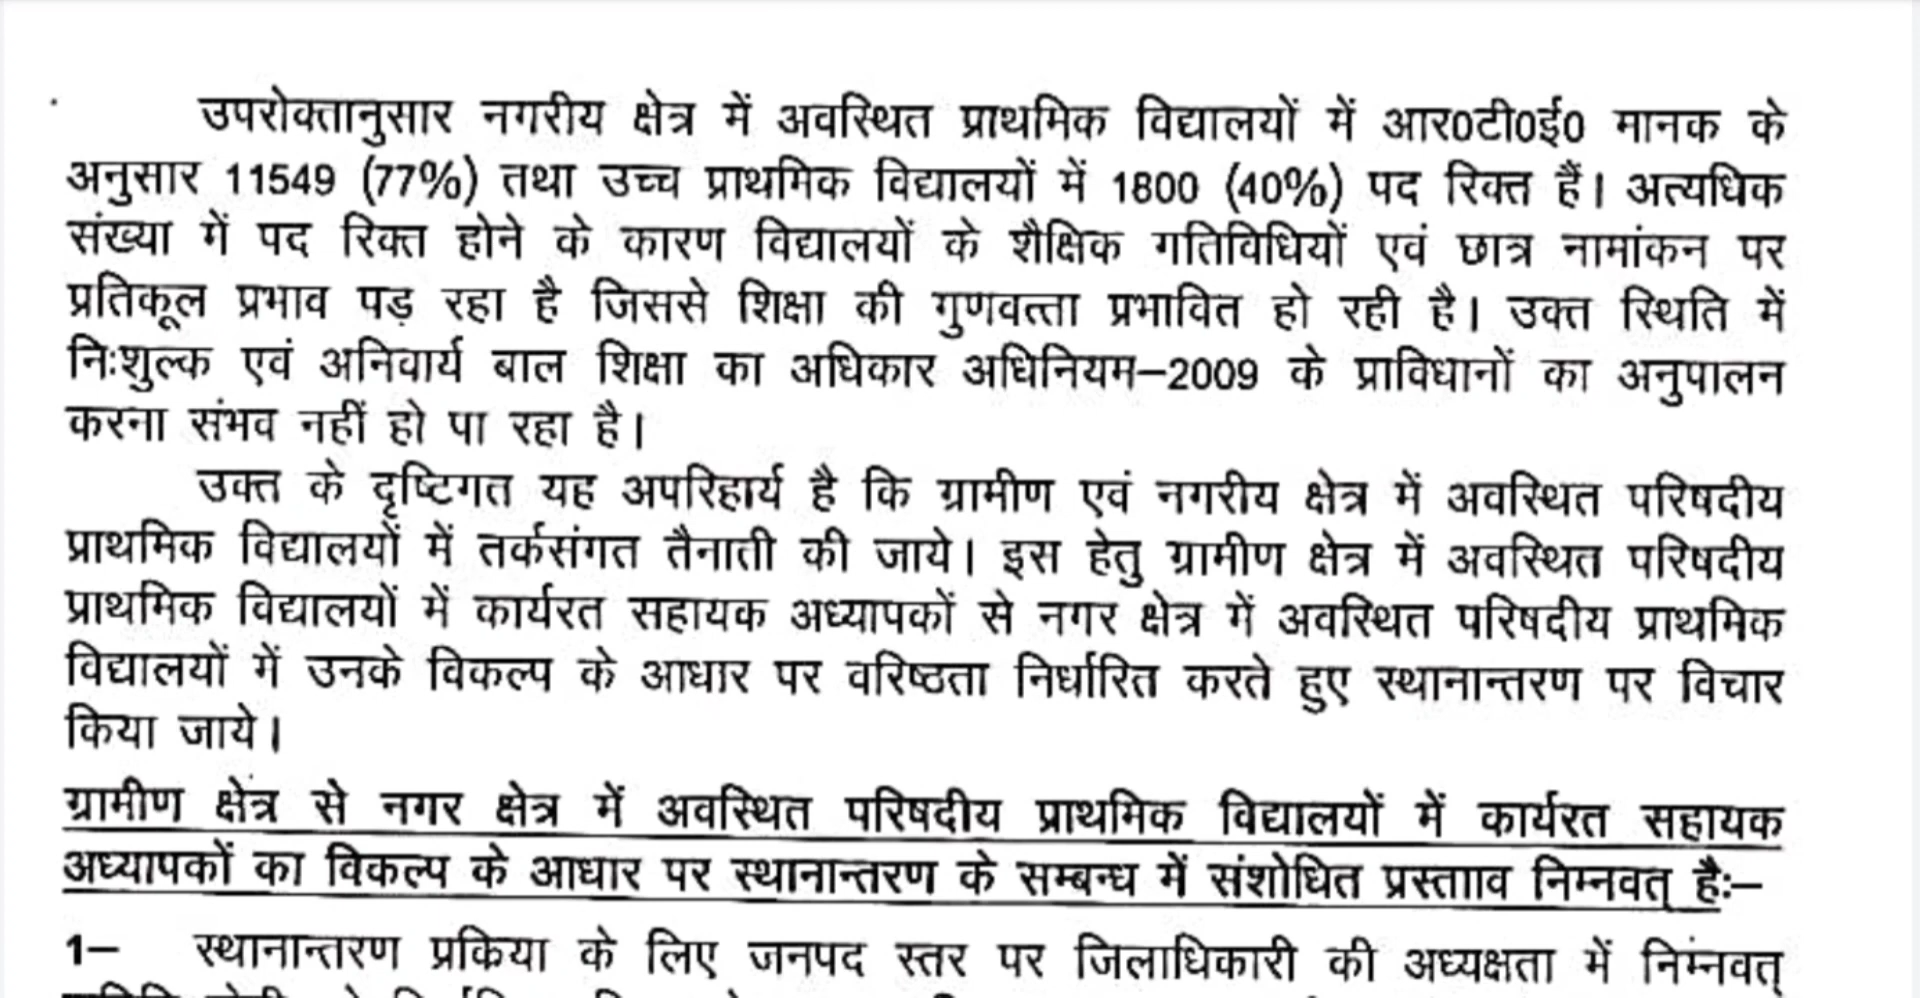 उपरोक्तानुसार नगरीय क्षेत्र में अवस्थित प्राथमिक विद्यालयों में आर0टी0ई0 मानक के
अनुसार 11549 (77%) तथा उच्च प्राथमिक विद्यालयों में 1800 (40%) पद रिक्त हैं। अत्यधिक
संख्या में पद रिक्त होने के कारण विद्यालयों के शैक्षिक गतिविधियों एवं छात्र नामांकन पर
प्रतिकूल प्रभाव पड़ रहा है जिससे शिक्षा की गुणवत्ता प्रभावित हो रही है। उक्त स्थिति में
निःशुल्क एवं अनिवार्य बाल शिक्षा का अधिकार अधिनियम–2009 के प्राविधानों का अनुपालन
करना संभव नहीं हो पा रहा है।
उक्त के दृष्टिगत यह अपरिहार्य है कि ग्रामीण एवं नगरीय क्षेत्र में अवस्थित परिषदीय
प्राथमिक विद्यालयों में तर्कसंगत तैनाती की जाये। इस हेतु ग्रामीण क्षेत्र में अवस्थित परिषदीय
प्राथमिक विद्यालयों में कार्यरत सहायक अध्यापकों से नगर क्षेत्र में अवस्थित परिषदीय प्राथमिक
विद्यालयों में उनके विकल्प के आधार पर वरिष्ठता निर्धारित करते हुए स्थानान्तरण पर विचार
किया जाये।
ग्रामीण क्षेत्र से नगर क्षेत्र में अवस्थित परिषदीय प्राथमिक विद्यालयों में कार्यरत सहायक
अध्यापकों का विकल्प के आधार पर स्थानान्तरण के सम्बन्ध में संशोधित प्रस्तााव निम्नवत् हैः–
1– स्थानान्तरण प्रकिया के लिए जनपद स्तर पर जिलाधिकारी की अध्यक्षता में निम्नवत्